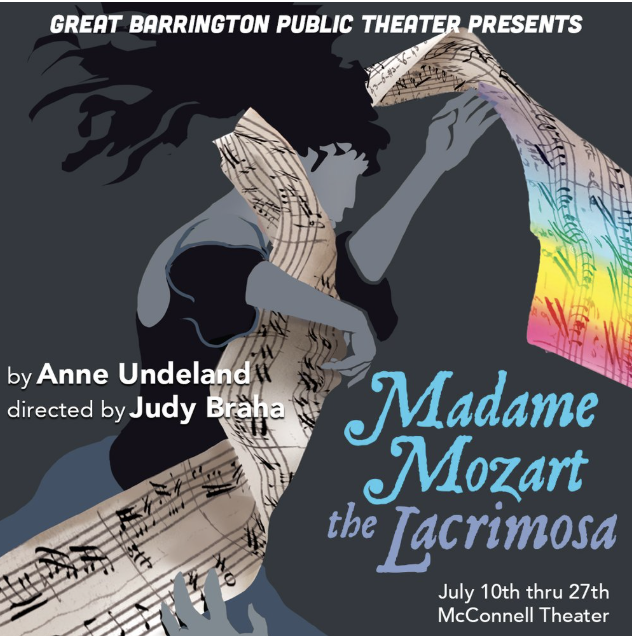 GREAT BARRINGTON PUBLIC THEATER PRESENTS
by Anne Undeland
directed by Judy Braha
Madame
Mozart
the Lacrimosa
July 10th thru 27th
McConnell Theater